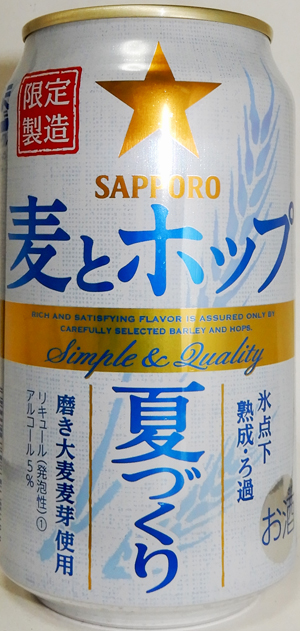 限定
製造
SAPPORO
麦とホップ
RICH AND SATISFYING FLAVOR IS ASSURED ONLY BY
CAREFULLY SELECTED BARLEY AND HOPS.
Simple & Quality
氷点下
熟成・ろ過
夏づくり
磨き大麦麦芽使用
リキュール(発泡性)①
アルコール5%
お酒